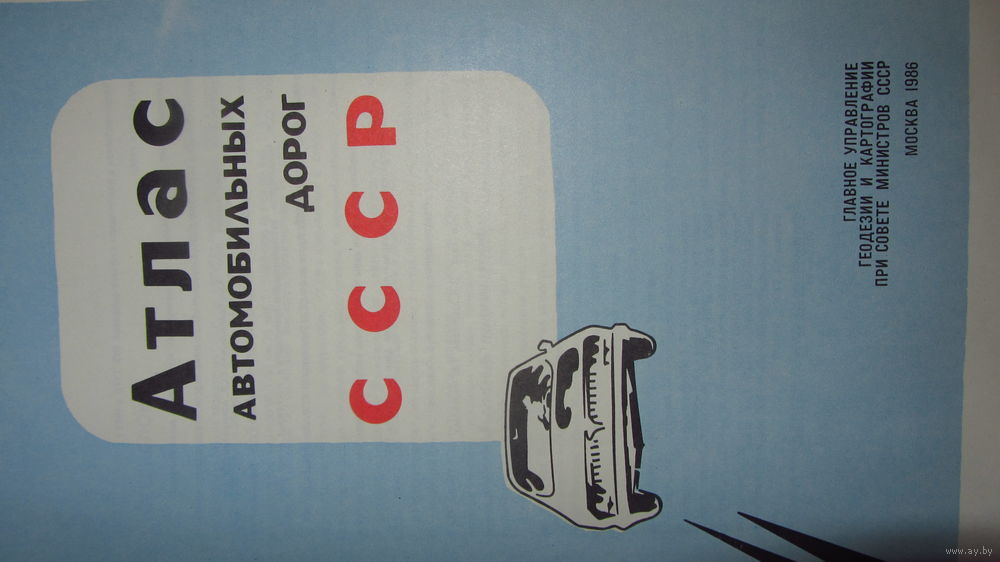 Атлас
АВТОМОБИЛЬНЫХ
ДОРОГ
СССР
ГЛАВНОЕ УПРАВЛЕНИЕ
ГЕОДЕЗИИ И КАРТОГРАФИИ
ПРИ СОВЕТЕ МИНИСТРОВ СССР
МОСКВА 1986
www.ay.by